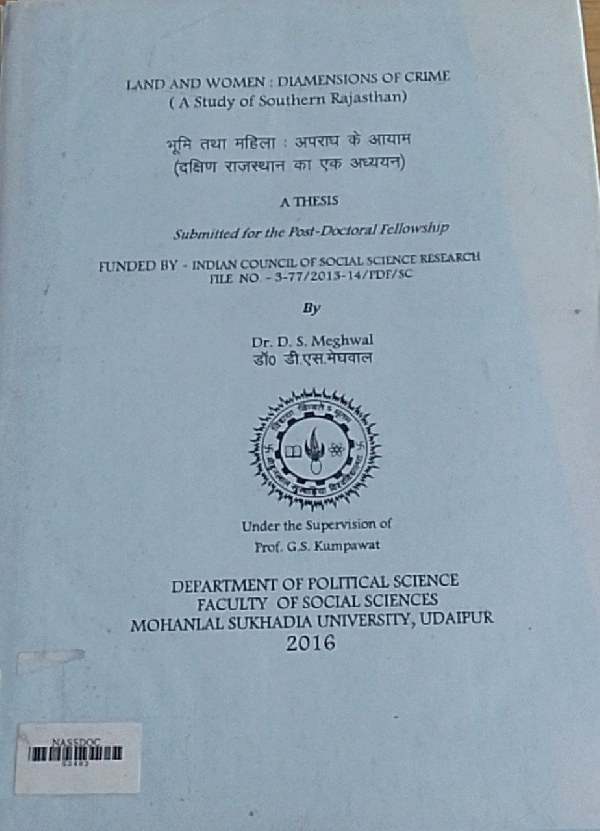 LAND AND WOMEN : DIAMENSIONS OF CRIME
( A Study of Southern Rajasthan)
भूमि तथा महिला : अपराध के आयाम
(दक्षिण राजस्थान का एक अध्ययन)
A THESIS
Submitted for the Post-Doctoral Fellowship
FUNDED BY - INDIAN COUNCIL OF SOCIAL SCIENCE RESEARCH
FILE NO. - 3-77/2013-14/PDF/SC
By
Dr. D. S. Meghwal
डॉ0 डी.एस.मेघवाल
Under the Supervision of
Prof. G.S. Kumpawat
DEPARTMENT OF POLITICAL SCIENCE
FACULTY OF SOCIAL SCIENCES
MOHANLAL SUKHADIA UNIVERSITY, UDAIPUR
2016
NASSDOC